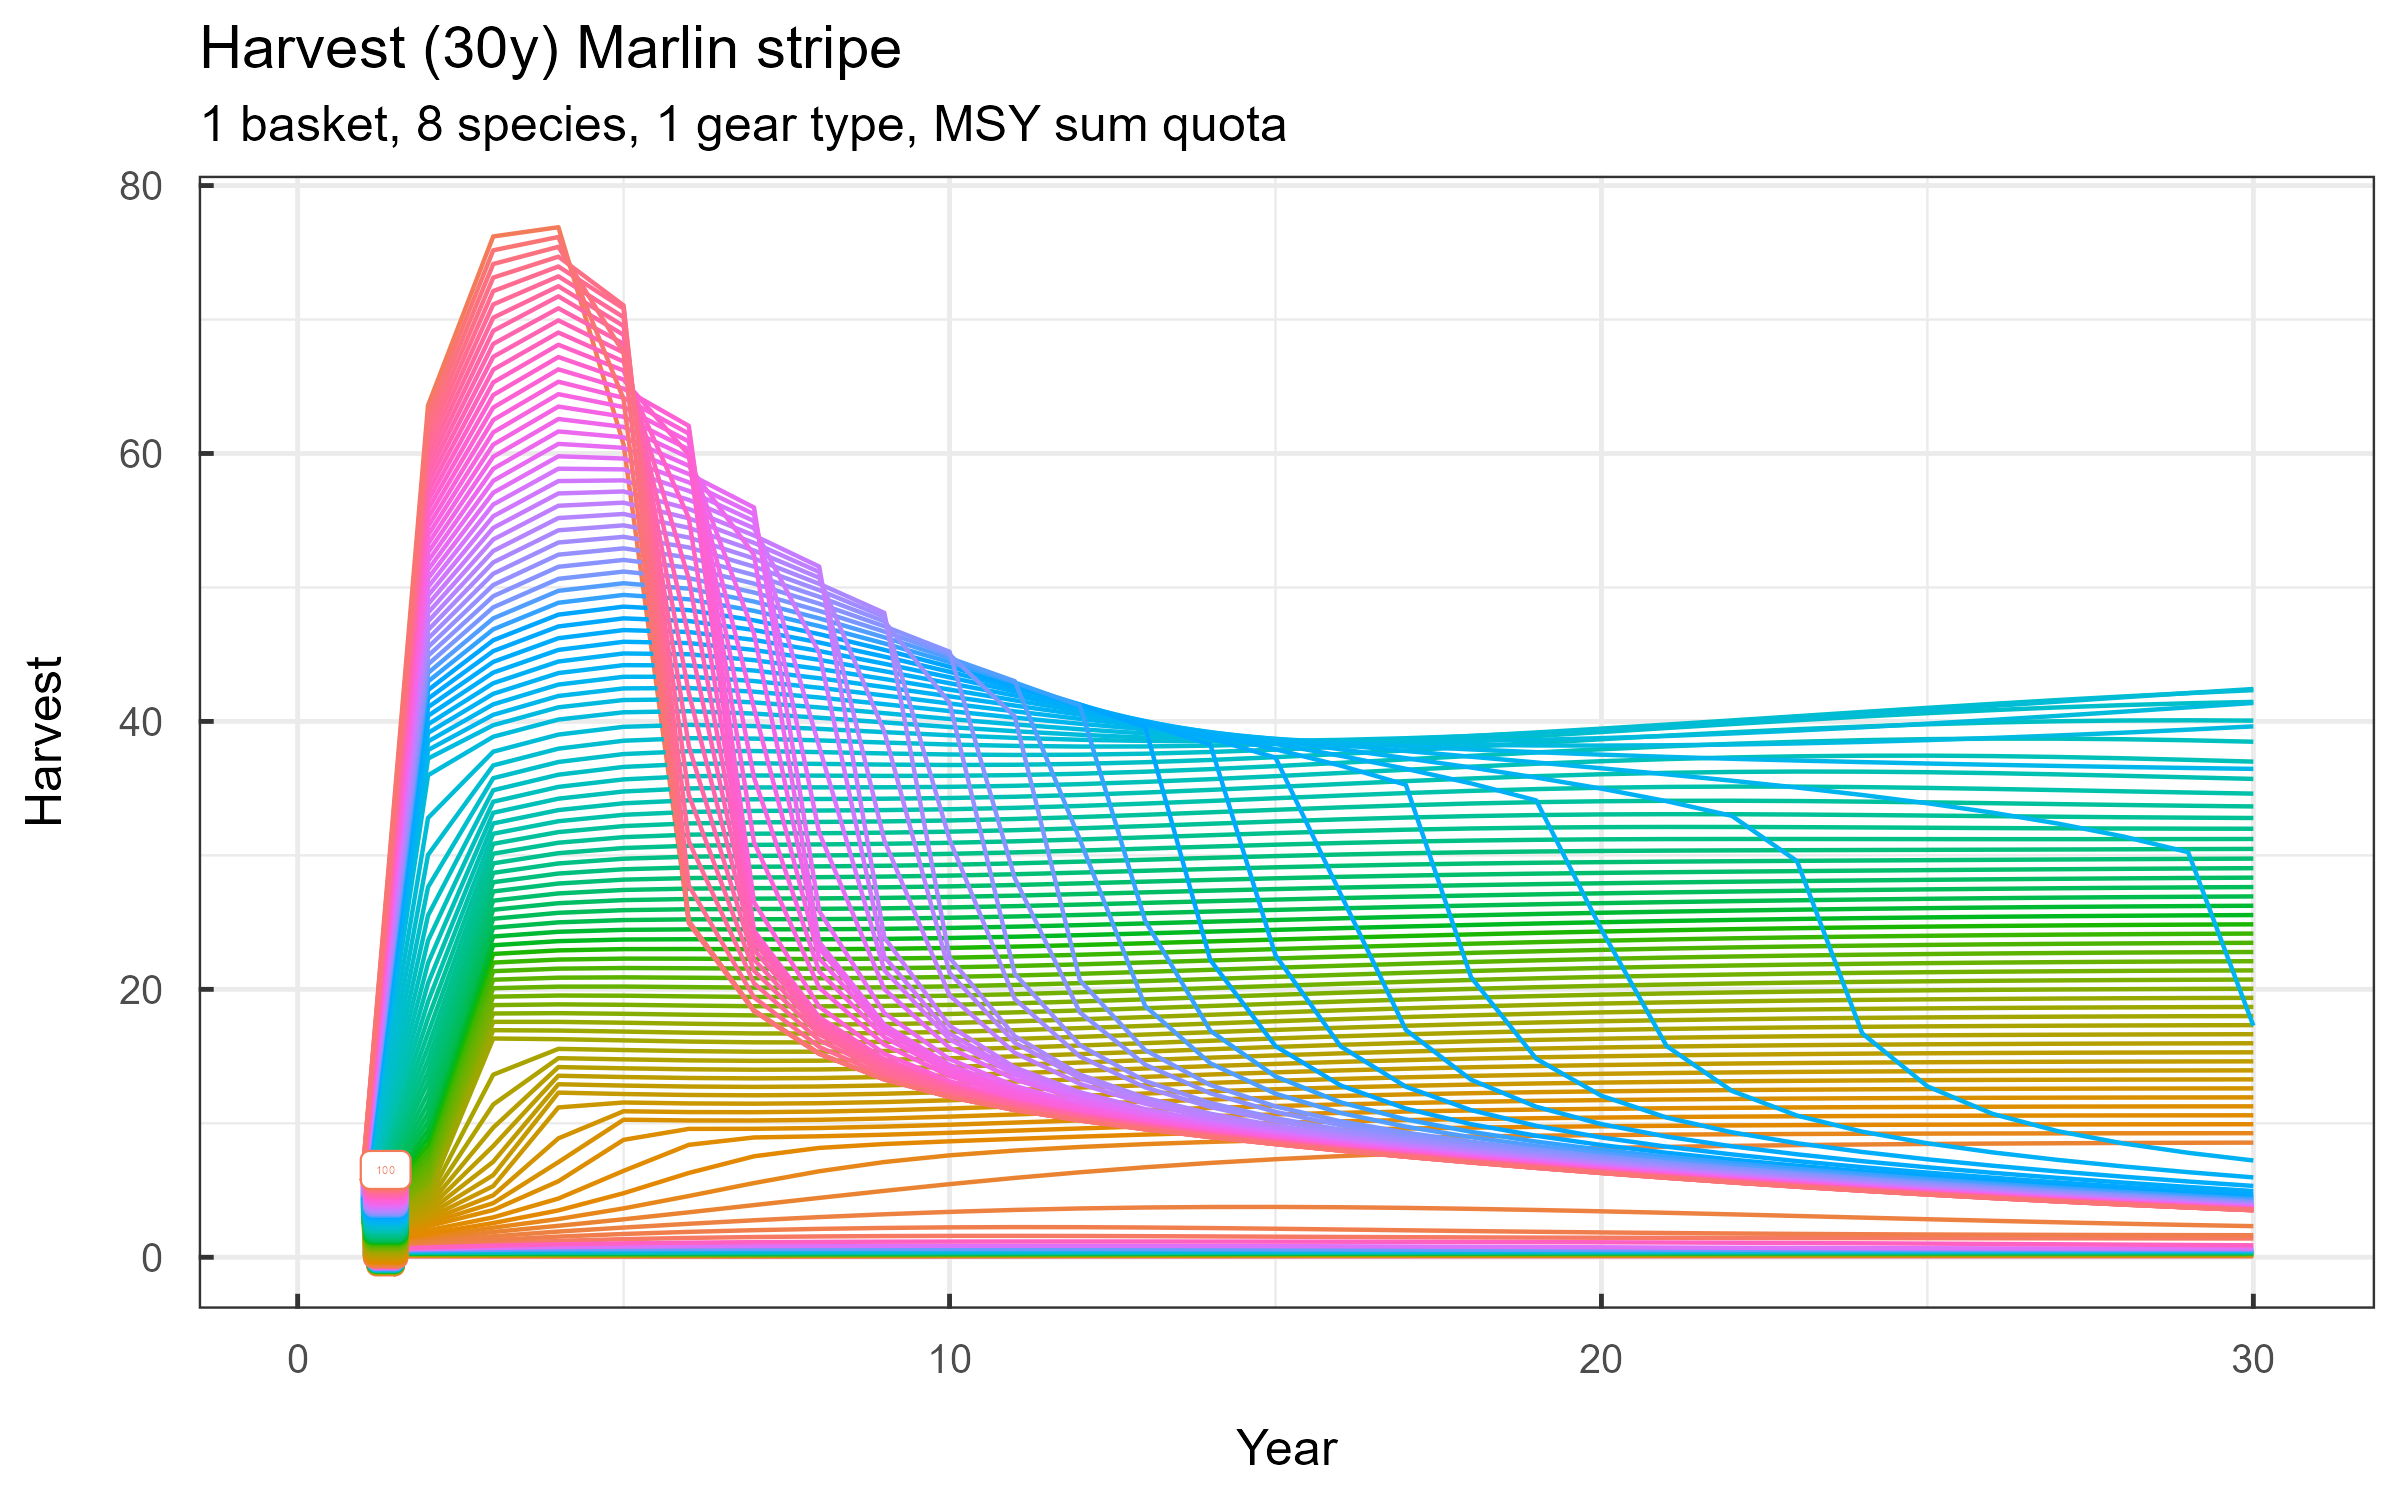 Harvest (30y) Marlin stripe
1 basket, 8 species, 1 gear type, MSY sum quota
80
60
40
20
0
Harvest
100
0
10
20
30
Year